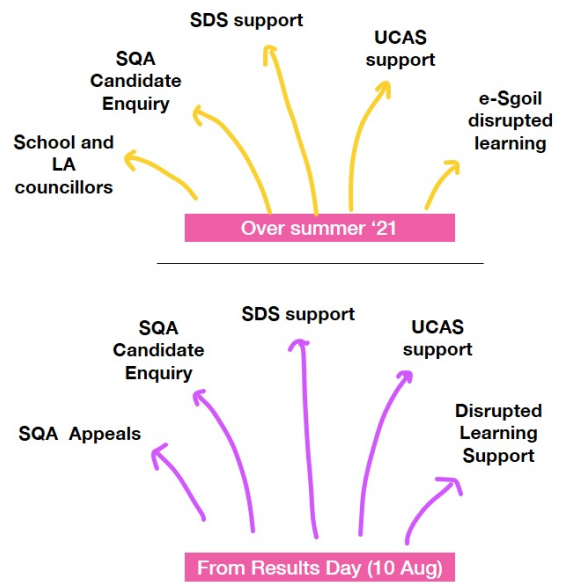 SDS support
SQA
Candidate
Enquiry
UCAS
support
e-Sgoil
disrupted
learning
School and
LA
councillors
Over summer ‘21
SDS support
SQA
Candidate
Enquiry
UCAS
support
SQA Appeals
Disrupted
Learning
Support
From Results Day (10 Aug)